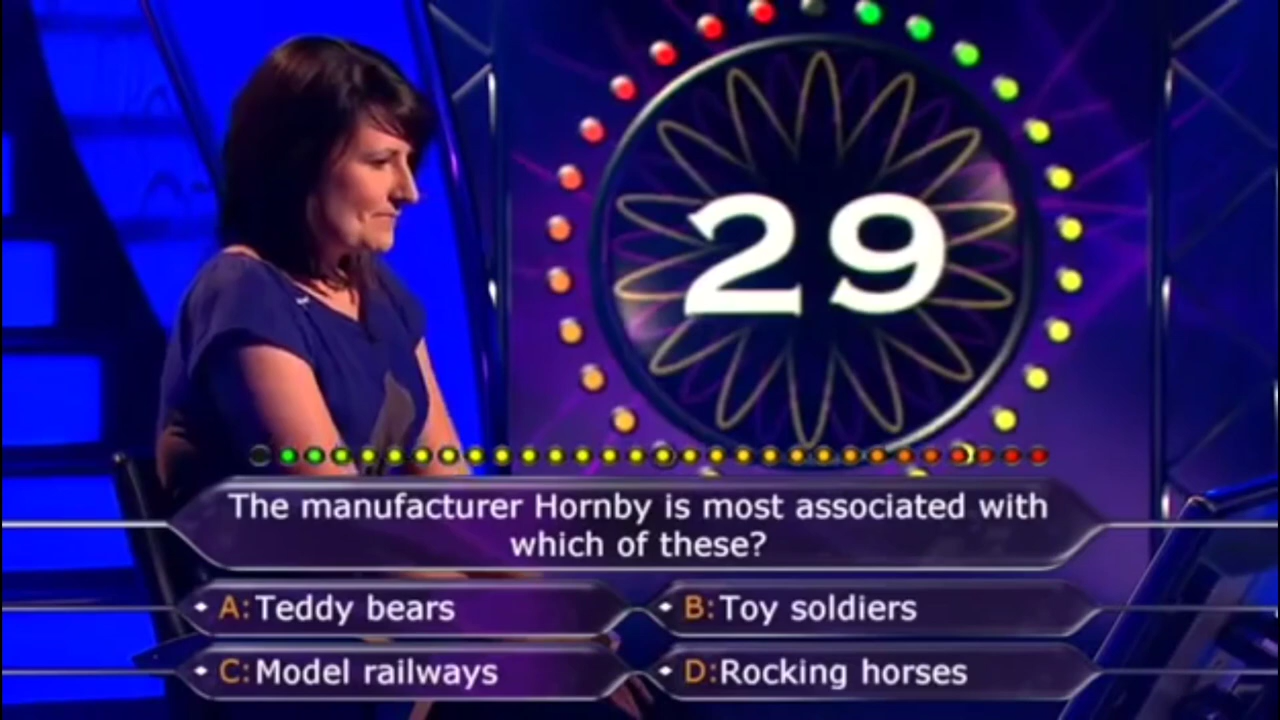 29
The manufacturer Hornby is most associated with
which of these?
A: Teddy bears
B: Toy soldiers
C: Model railways
D: Rocking horses